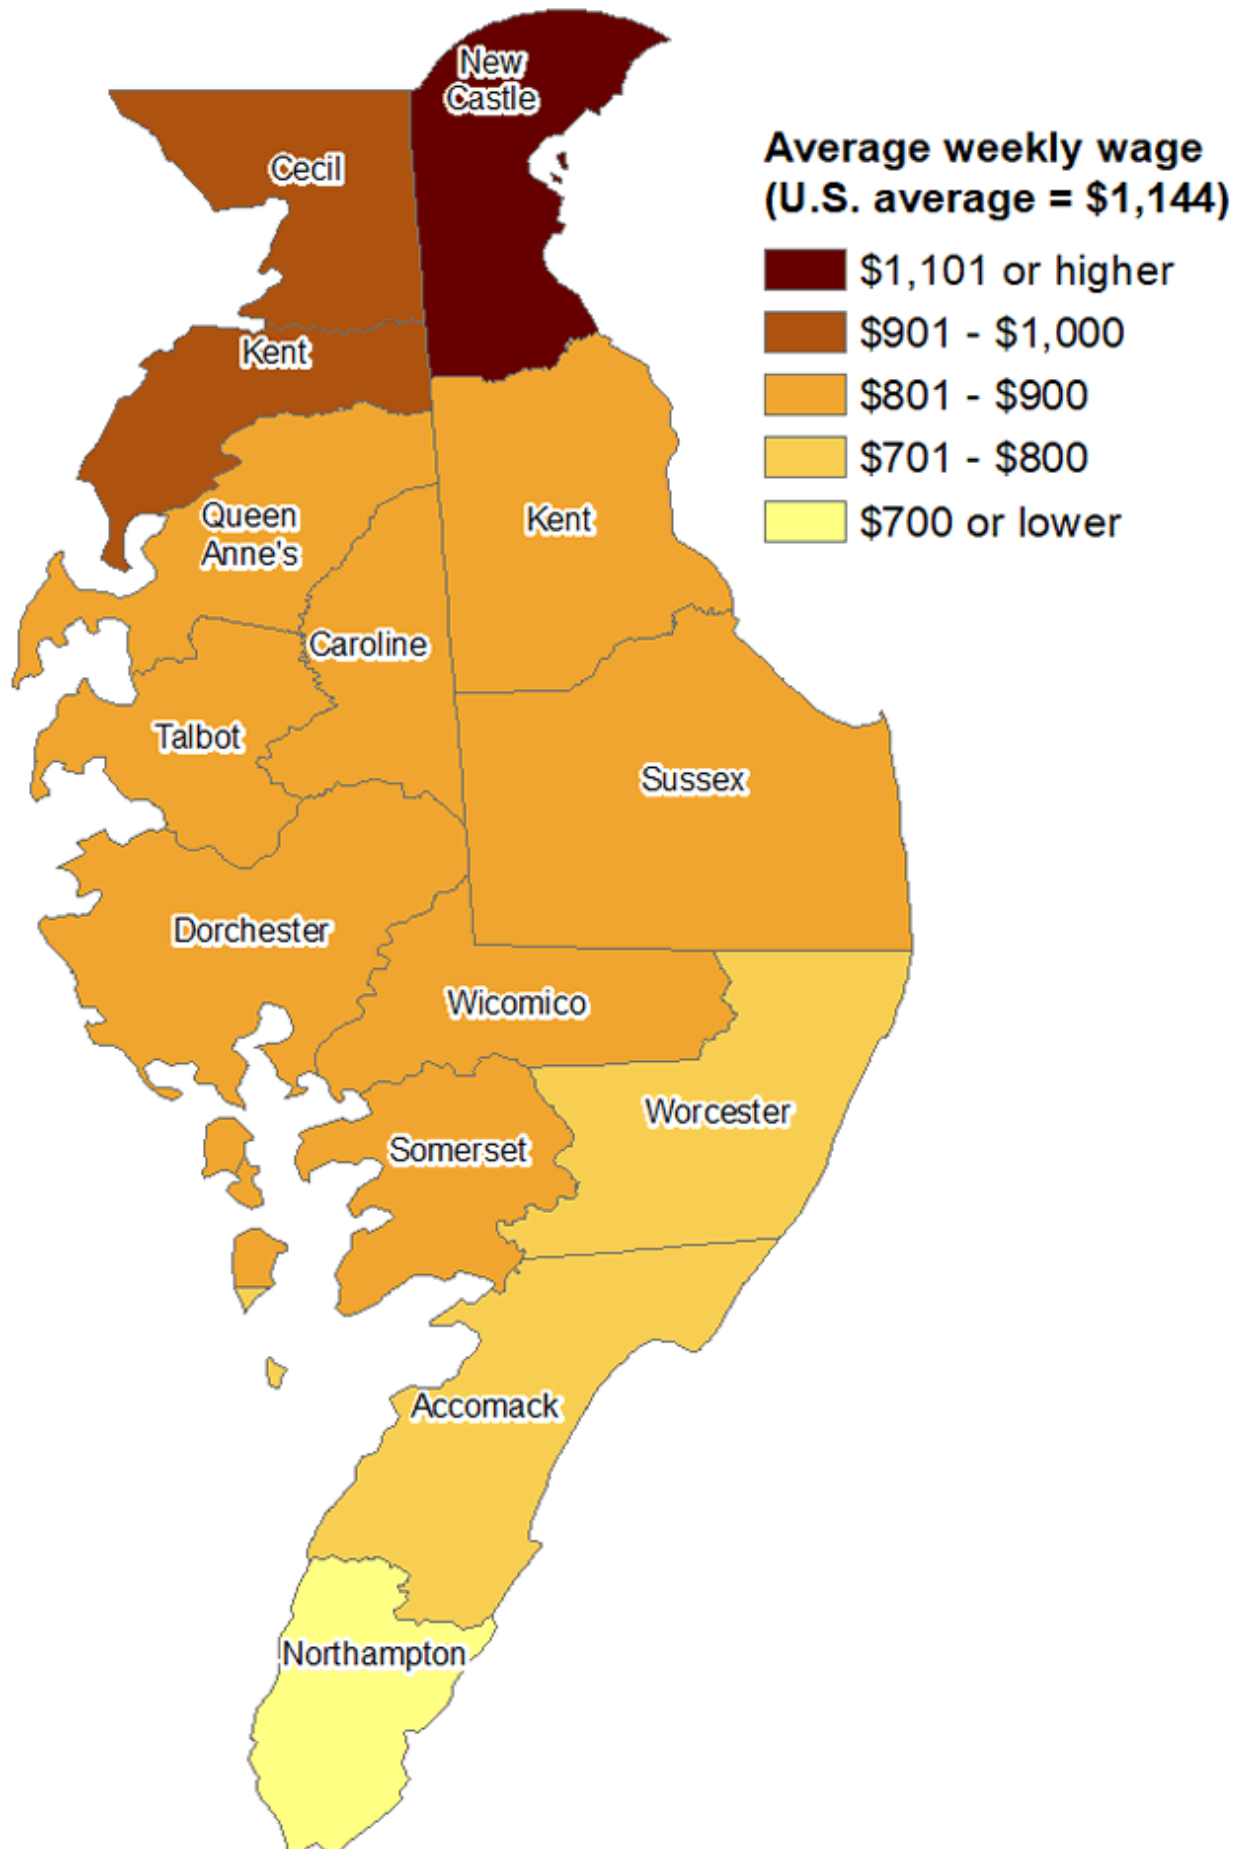 New
Castle
Cecil
Average weekly wage
(U.S. average = $1,144)
$1,101 or higher
$901 - $1,000
$801 - $900
$701 - $800
$700 or lower
Kent
Queen
Anne's
Kent
Caroline
Talbot
Sussex
Dorchester
Wicomico
Worcester
Somerset
Accomack
Northampton